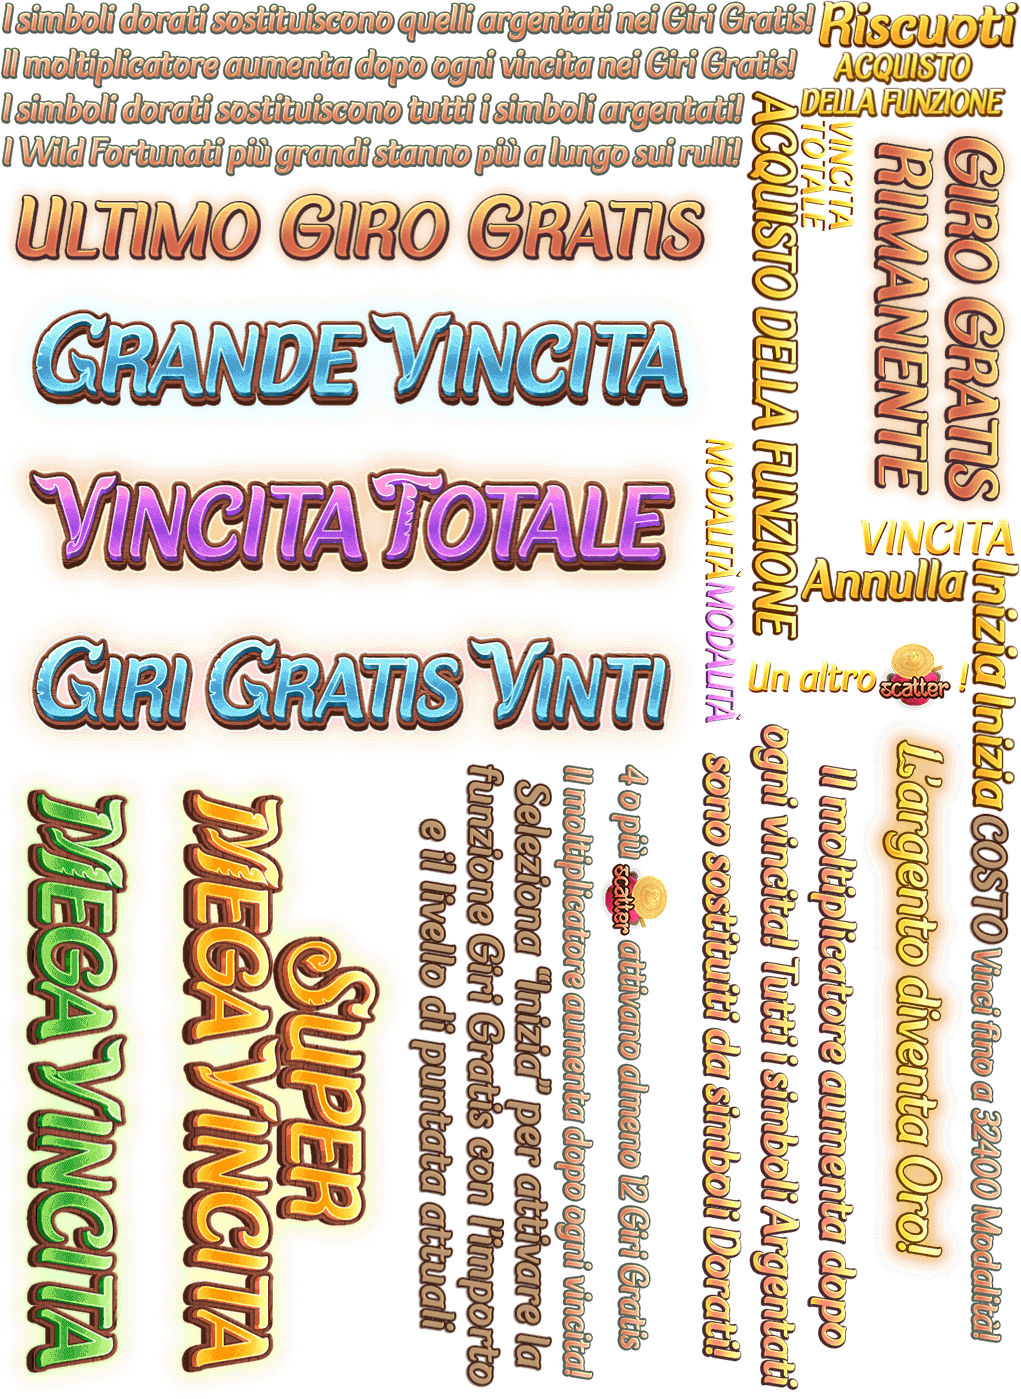 I simboli dorati sostituiscono quelli argentati nei Giri Gratis!
Il moltiplicatore aumenta dopo ogni vincita nei Giri Gratis!
I simboli dorati sostituiscono tutti i simboli argentati!
I Wild Fortunati più grandi stanno più a lungo sui rulli!
Riscuoti
ACQUISTO
DELLA FUNZIONE
ULTIMO GIRO GRATIS
GRANDE VINCITA
VINCITA TOTALE
GIRI GRATIS VINTI
VINCITA
TOTALE
ACQUISTO DELLA FUNZIONE
GIRO GRATIS
RIMANENTE
MODALITÀ
MODALITÀ
VINCITA
Annulla
Un altro scatter !
Inizia
Inizia
COSTO
Vinci fino a 32400 Modalità!
L'argento diventa Oro!
Il moltiplicatore aumenta dopo
ogni vincita! Tutti i simboli Argentati
sono sostituiti da simboli Dorati!
4 o più scatter attivano almeno 12 Giri Gratis
Il moltiplicatore aumenta dopo ogni vincita!
Seleziona "Inizia" per attivare la
funzione Giri Gratis con l'importo
e il livello di puntata attuali
SUPER
MEGA VINCITA
MEGA VINCITA